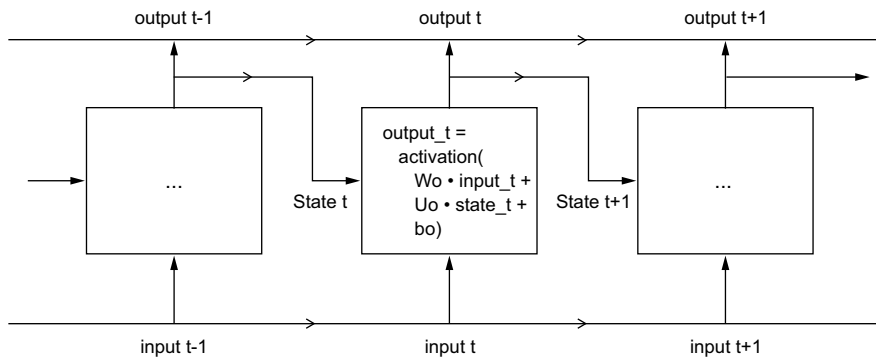 output t-1
output t
output t+1
...
output_t =
activation(
Wo • input_t +
Uo • state_t +
bo)
...
State t
State t+1
input t-1
input t
input t+1